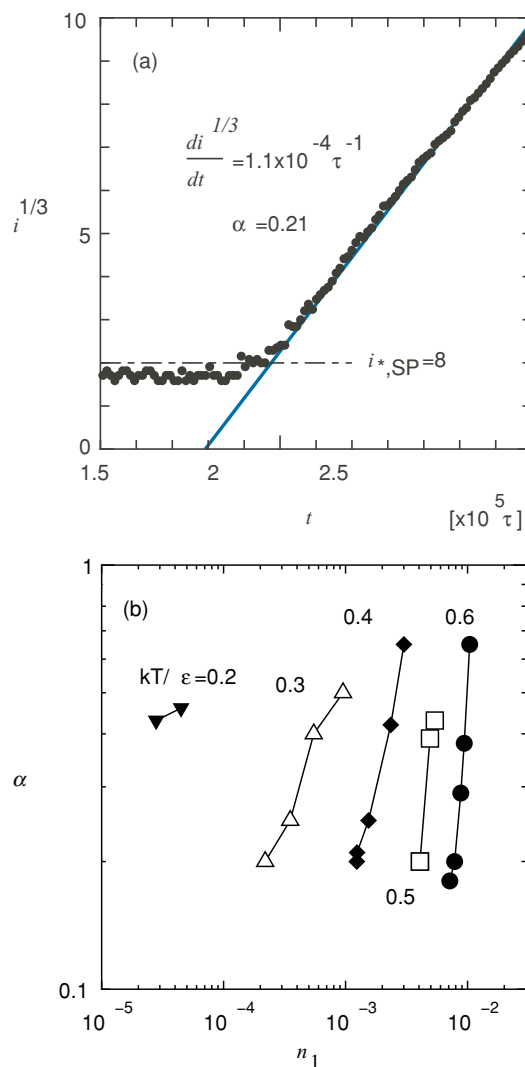 10
(a)
di^{1/3}
dt
=1.1x10^{-4} τ^{-1}
α =0.21
i^{1/3}
5
i_{*,SP}=8
0
1.5
2
2.5
t
[x10^5 τ]
1
(b)
0.4
0.6
kT/ ε=0.2
0.3
α
0.5
0.1
10^{-5}
10^{-4}
10^{-3}
10^{-2}
n_1